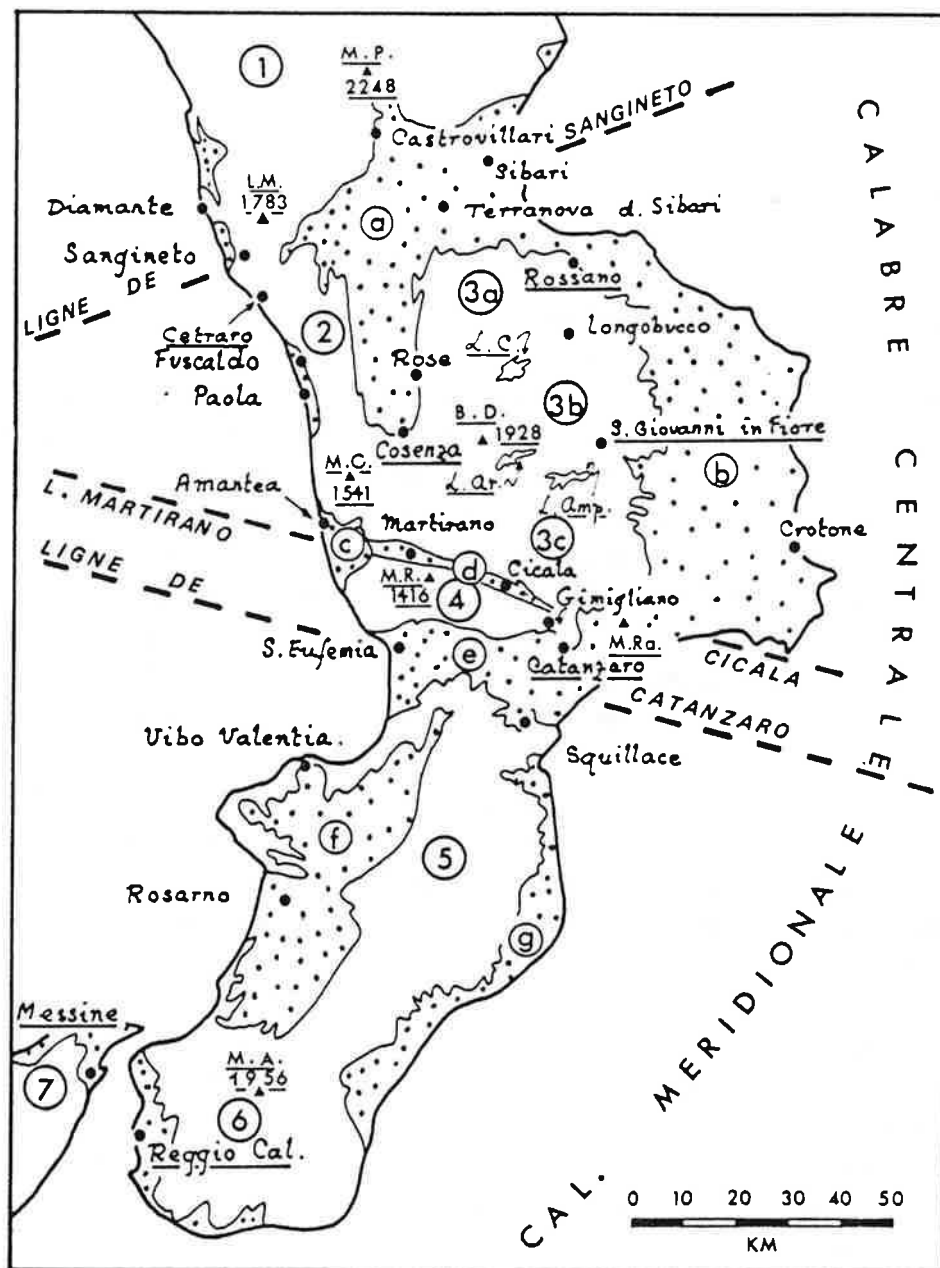 1
M. P.
2248
Castrovillari
SANGINETO
Sibari
L.M.
1783
Diamante
a
Terranova d. Sibari
Sangineto
LIGNE DE
Rossano
3a
Cetraro
2
Longobucco
L. C.
Fuscaldo
Rose
Paola
3b
B. D.
1928
S. Giovanni in Fiore
Cosenza
L. Ar.
b
M.C.
1541
Amantea
L. MARTIRANO
L. Amp.
Martirano
Crotone
c
3c
d
Cicala
LIGNE DE
M.R.
1416
4
Gimigliano
M.Ra.
S. Eufemia
e
Catanzaro
CICALA
CATANZARO
Vibo Valentia.
Squillace
f
5
Rosarno
g
Messine
M. A.
1956
7
6
Reggio Cal.
CALABRE CENTRALE
CAL. MERIDIONALE
0 10 20 30 40 50
KM